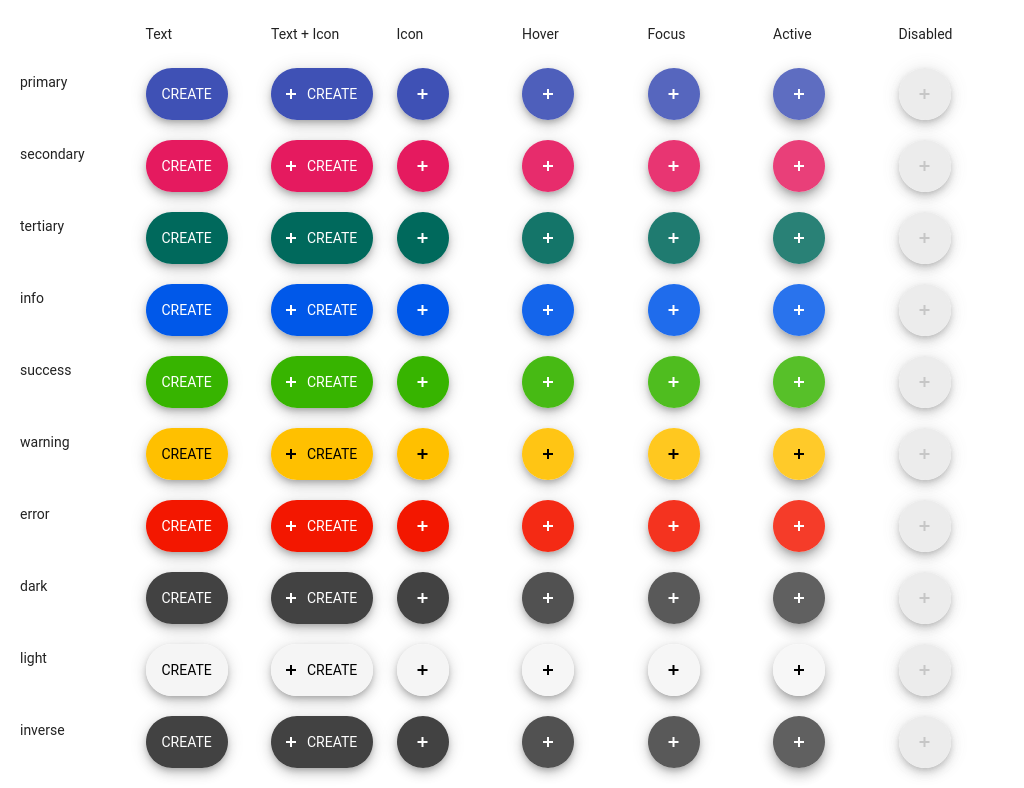 Text Text + Icon Icon Hover Focus Active Disabled
primary CREATE + CREATE + + + + +
secondary CREATE + CREATE + + + + +
tertiary CREATE + CREATE + + + + +
info CREATE + CREATE + + + + +
success CREATE + CREATE + + + + +
warning CREATE + CREATE + + + + +
error CREATE + CREATE + + + + +
dark CREATE + CREATE + + + + +
light CREATE + CREATE + + + + +
inverse CREATE + CREATE + + + + +